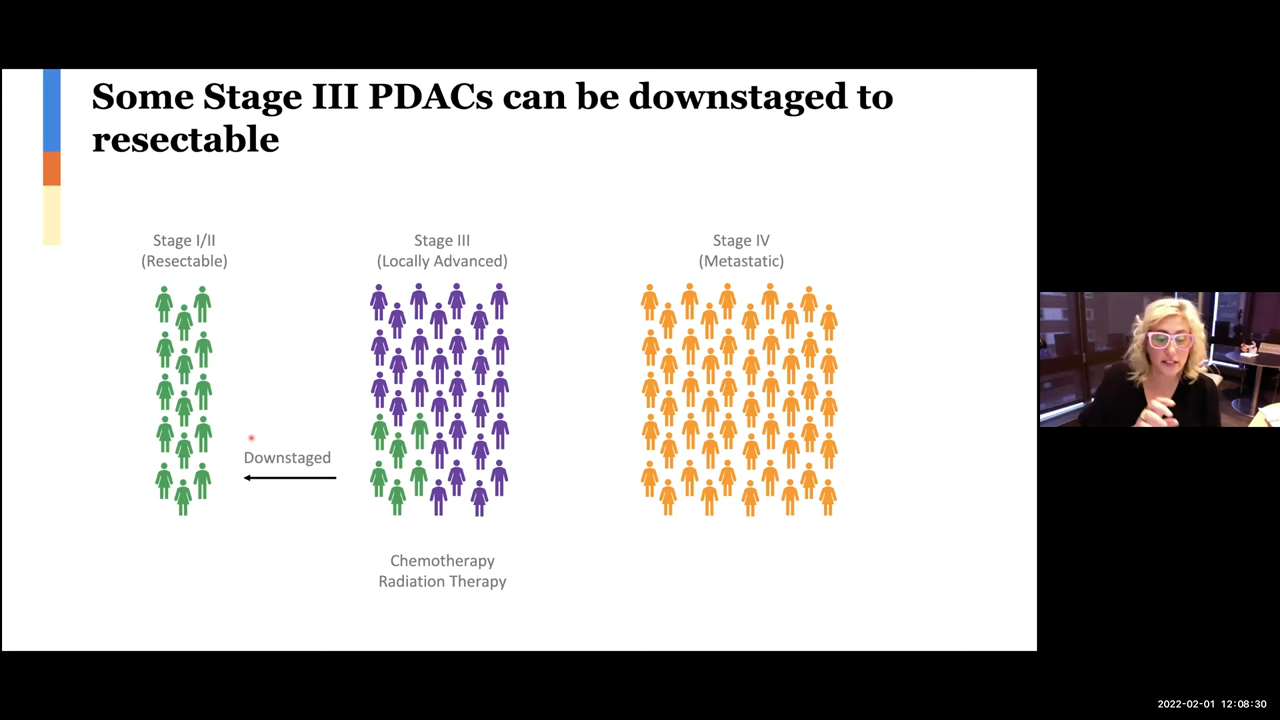 Some Stage III PDACs can be downstaged to
resectable
Stage I/II
(Resectable)
Stage III
(Locally Advanced)
Stage IV
(Metastatic)
Downstaged
Chemotherapy
Radiation Therapy
2022-02-01 12:08:30